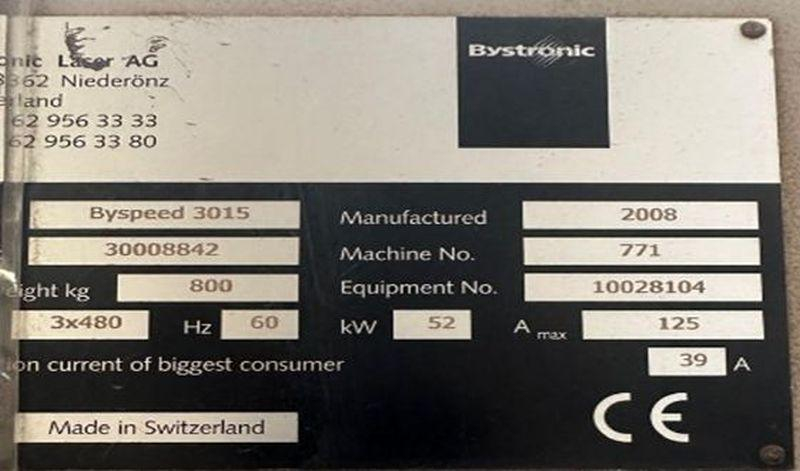 onic Laser AG
3362 Niederönz
erland
62 956 33 33
62 956 33 80
Bystronic
Byspeed 3015 Manufactured 2008
30008842 Machine No. 771
eight kg 800 Equipment No. 10028104
3x480 Hz 60 kW 52 A max 125
on current of biggest consumer 39 A
Made in Switzerland CE